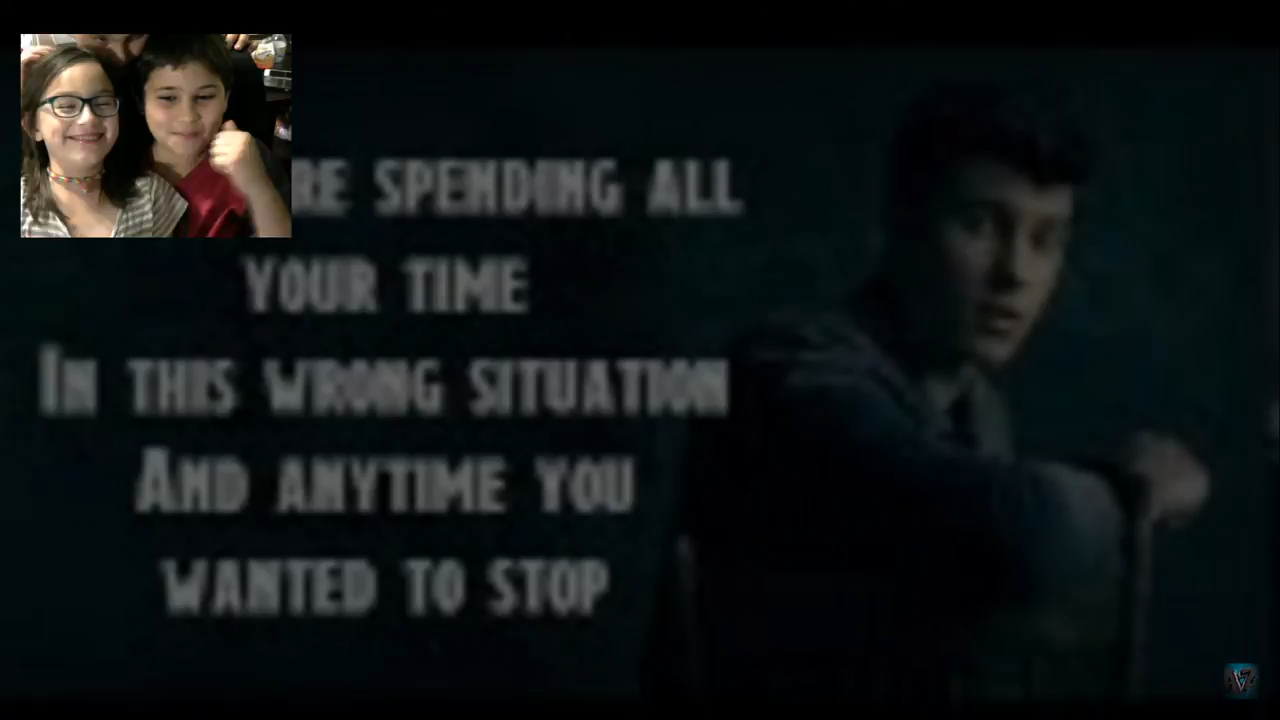 RE SPENDING ALL
YOUR TIME
IN THIS WRONG SITUATION
AND ANYTIME YOU
WANTED TO STOP